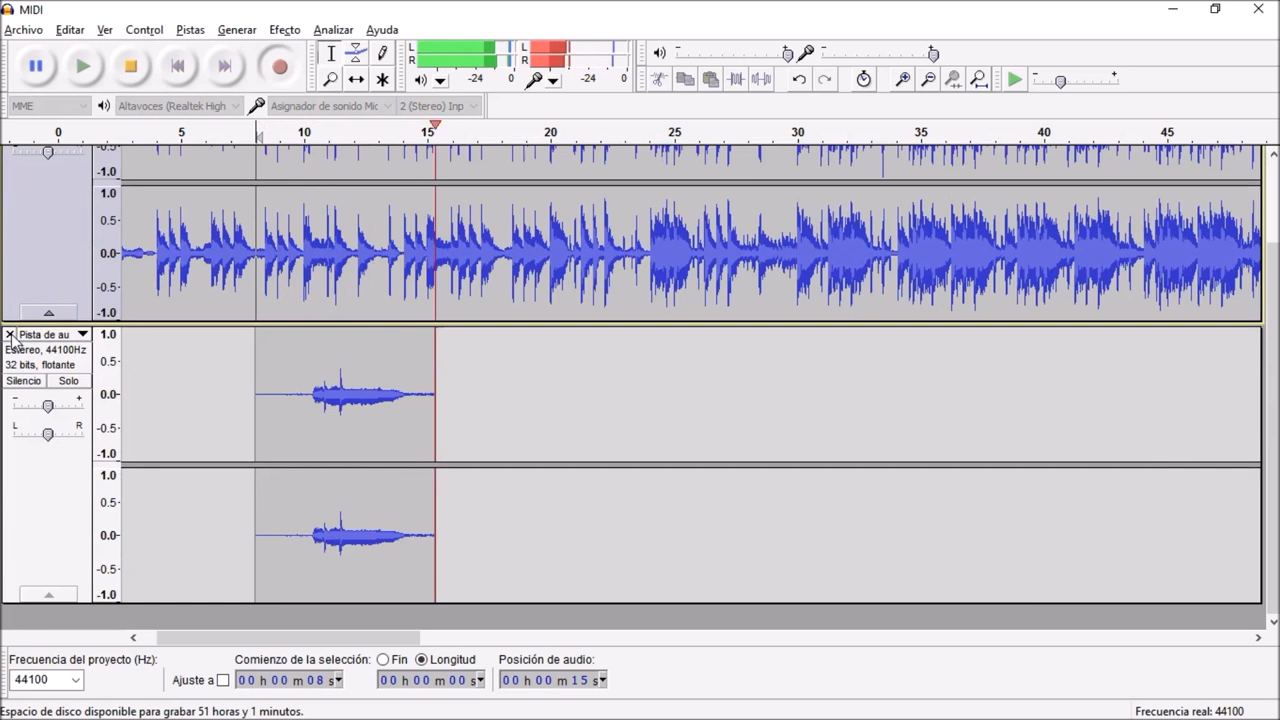 MIDI
Archivo Editar Ver Control Pistas Generar Efecto Analizar Ayuda
L R -24 0 L R -24 0
MME Altavoces (Realtek High Asignador de sonido Mic 2 (Stereo) Inp
0 5 10 15 20 25 30 35 40 45
-0.5
-1.0
1.0
0.5
0.0
-0.5
-1.0
Pista de au
Estéreo, 44100Hz
32 bits, flotante
Silencio Solo
- +
L R
1.0
0.5
0.0
-0.5
-1.0
1.0
0.5
0.0
-0.5
-1.0
Frecuencia del proyecto (Hz): Comienzo de la selección: Fin Longitud Posición de audio:
44100 Ajuste a 00 h 00 m 08 s 00 h 00 m 00 s 00 h 00 m 15 s
Espacio de disco disponible para grabar 51 horas y 1 minutos. Frecuencia real: 44100